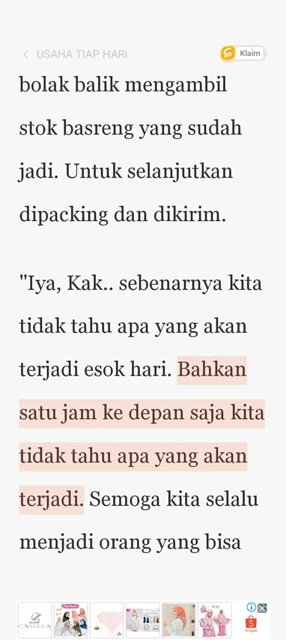 USAHA TIAP HARI
Klaim
bolak balik mengambil
stok basreng yang sudah
jadi. Untuk selanjutkan
dipacking dan dikirim.
"Iya, Kak.. sebenarnya kita
tidak tahu apa yang akan
terjadi esok hari. Bahkan
satu jam ke depan saja kita
tidak tahu apa yang akan
terjadi. Semoga kita selalu
menjadi orang yang bisa